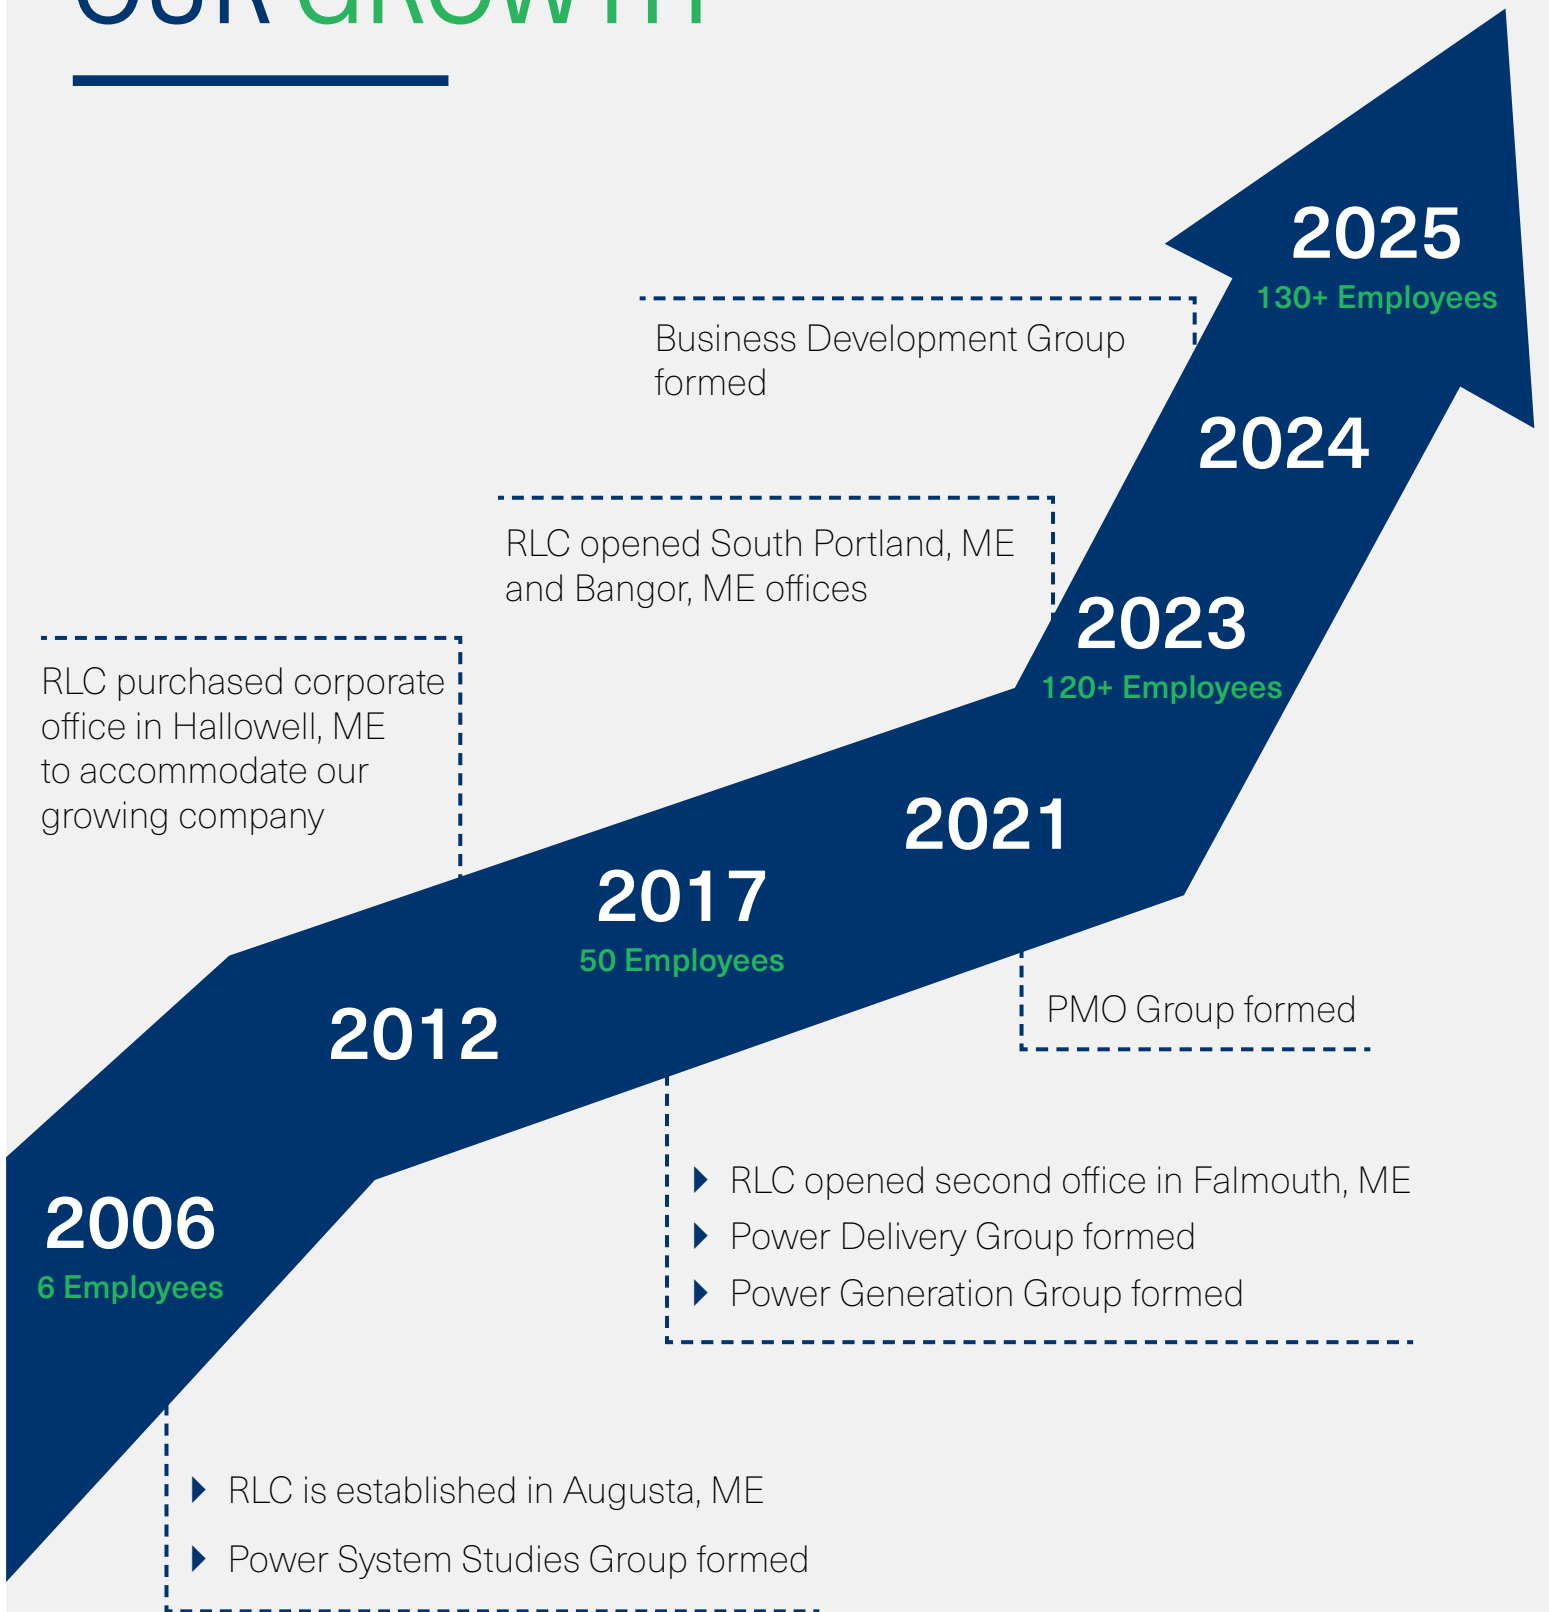 OUR GROWTH
2025
130+ Employees
Business Development Group
formed
2024
RLC opened South Portland, ME
and Bangor, ME offices
2023
120+ Employees
RLC purchased corporate
office in Hallowell, ME
to accommodate our
growing company
2021
2017
50 Employees
PMO Group formed
2012
RLC opened second office in Falmouth, ME
Power Delivery Group formed
Power Generation Group formed
2006
6 Employees
RLC is established in Augusta, ME
Power System Studies Group formed